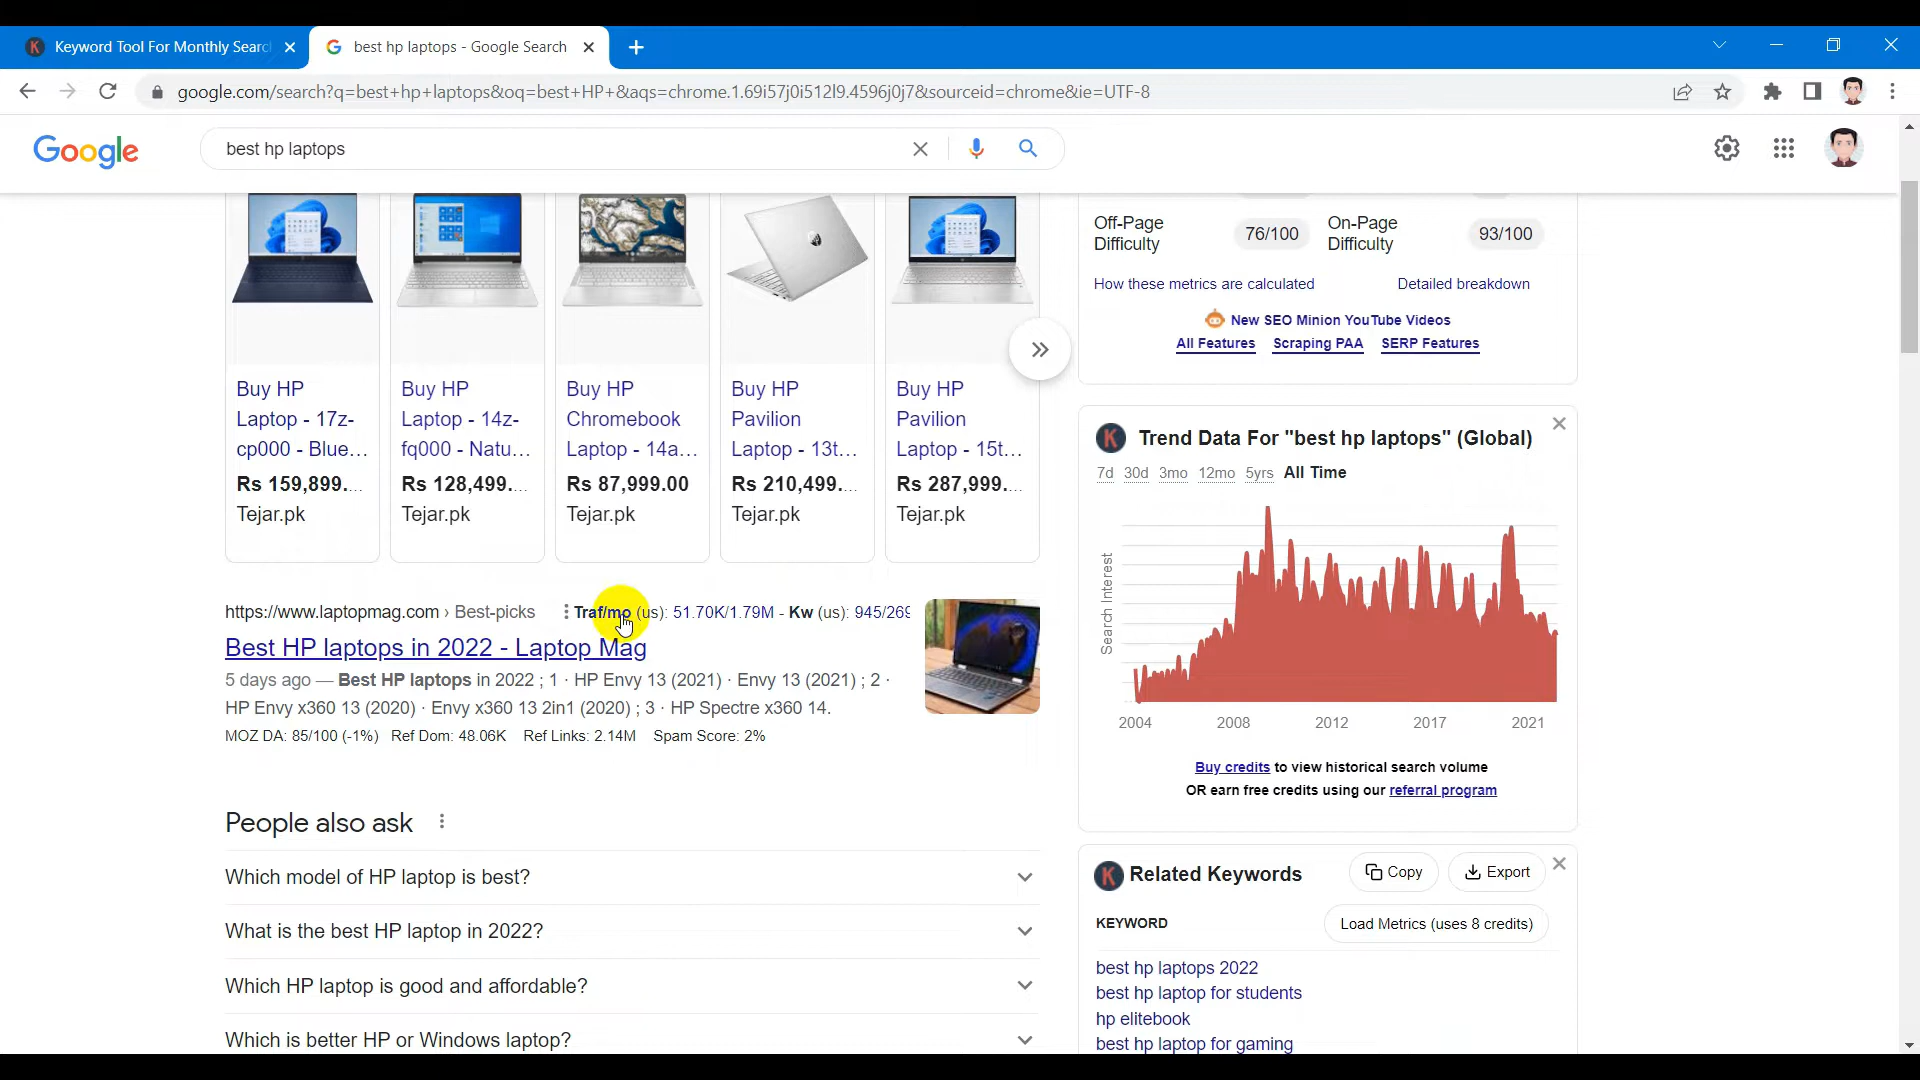 Keyword Tool For Monthly Searc
best hp laptops - Google Search
google.com/search?q=best+hp+laptops&oq=best+HP+&aqs=chrome.1.69i57j0i512l9.4596j0j7&sourceid=chrome&ie=UTF-8
Google
best hp laptops
Off-Page Difficulty
76/100
On-Page Difficulty
93/100
How these metrics are calculated
Detailed breakdown
New SEO Minion YouTube Videos
All Features Scraping PAA SERP Features
Buy HP
Laptop - 17z-
cp000 - Blue...
Rs 159,899....
Tejar.pk
Buy HP
Laptop - 14z-
fq000 - Natu...
Rs 128,499....
Tejar.pk
Buy HP
Chromebook
Laptop - 14a...
Rs 87,999.00
Tejar.pk
Buy HP
Pavilion
Laptop - 13t...
Rs 210,499....
Tejar.pk
Buy HP
Pavilion
Laptop - 15t...
Rs 287,999....
Tejar.pk
https://www.laptopmag.com › Best-picks
Traf/mo (us): 51.70K/1.79M - Kw (us): 945/269
Best HP laptops in 2022 - Laptop Mag
5 days ago — Best HP laptops in 2022 ; 1 · HP Envy 13 (2021) · Envy 13 (2021) ; 2 ·
HP Envy x360 13 (2020) · Envy x360 13 2in1 (2020) ; 3 · HP Spectre x360 14.
MOZ DA: 85/100 (-1%) Ref Dom: 48.06K Ref Links: 2.14M Spam Score: 2%
People also ask
Which model of HP laptop is best?
What is the best HP laptop in 2022?
Which HP laptop is good and affordable?
Which is better HP or Windows laptop?
K
Trend Data For "best hp laptops" (Global)
7d 30d 3mo 12mo 5yrs All Time
Search Interest
2004 2008 2012 2017 2021
Buy credits to view historical search volume
OR earn free credits using our referral program
K
Related Keywords
Copy
Export
KEYWORD
Load Metrics (uses 8 credits)
best hp laptops 2022
best hp laptop for students
hp elitebook
best hp laptop for gaming